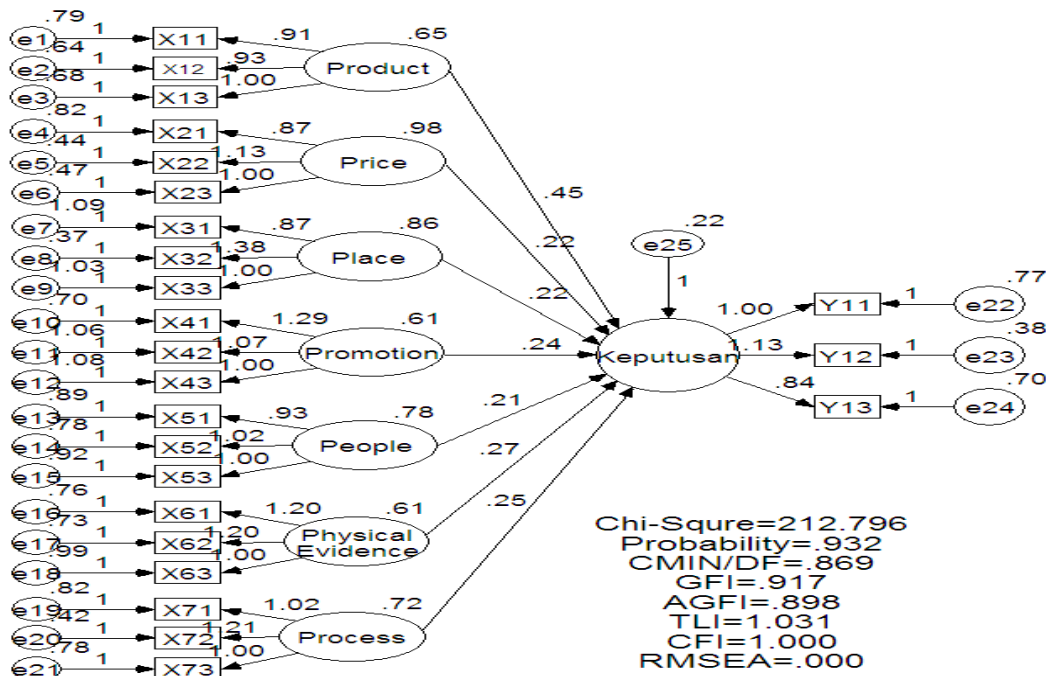 .79
e1 1 X11 .91 .65
.64
e2 1 X12 .93 Product
.68
e3 1 X13 1.00
.82
e4 1 X21 .87 .98
.44
e5 1 X22 1.13 Price
.47
e6 1 X23 1.00 .45
1.09
e7 1 X31 .87 .86 .22 .22
.37
e8 1 X32 1.38 Place e25
1.03
e9 1 X33 1.00 .22 1 .77
.70
e10 1 X41 1.29 .61 1.00 Y11 1 e22
1.06 .38
e11 1 X42 1.07 Promotion .24 Keputusan 1.13 Y12 1 e23
1.08 .70
e12 1 X43 1.00 .84 Y13 1 e24
.89
e13 1 X51 .93 .78 .21
.78
e14 1 X52 1.02 People .27
.92
e15 1 X53 1.00
.76
e16 1 X61 1.20 .61 .25
.73
e17 1 X62 1.20 Physical
Evidence
.99
e18 1 X63 1.00
.82
e19 1 X71 1.02 .72
.42
e20 1 X72 1.21 Process
.78
e21 1 X73 1.00
Chi-Squre=212.796
Probability=.932
CMIN/DF=.869
GFI=.917
AGFI=.898
TLI=1.031
CFI=1.000
RMSEA=.000